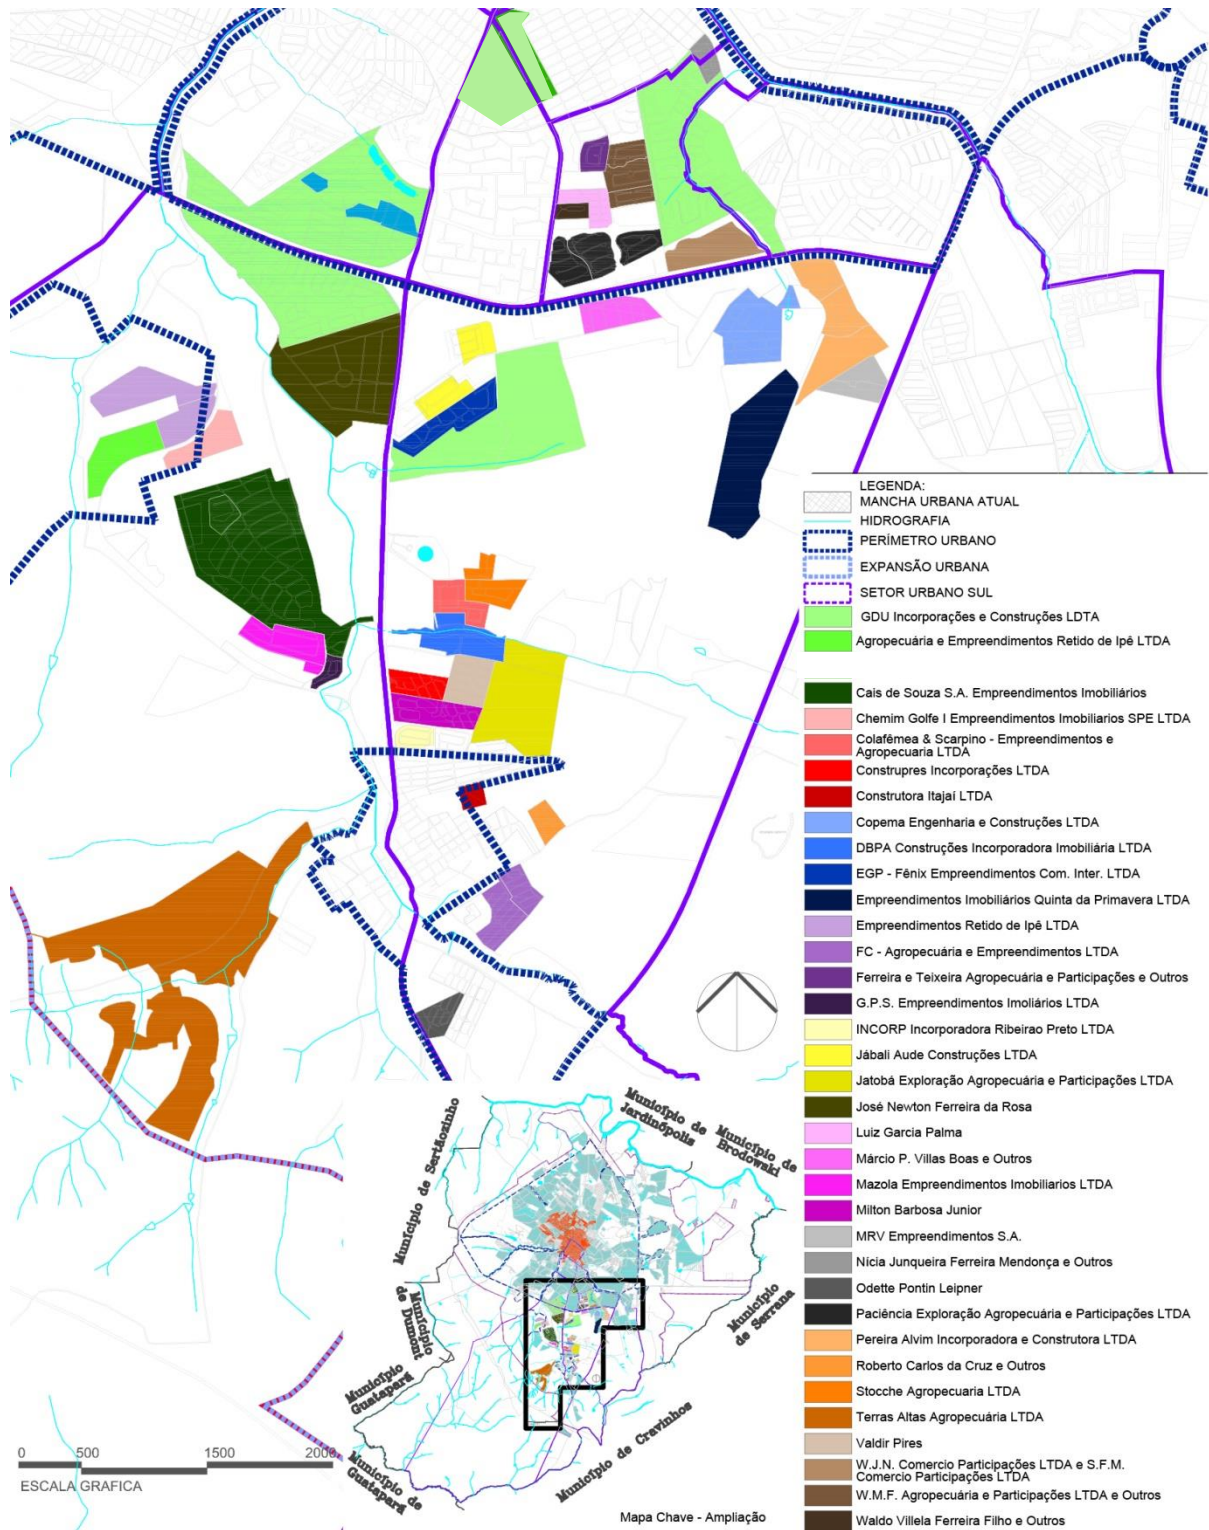 LEGENDA:
MANCHA URBANA ATUAL
HIDROGRAFIA
PERÍMETRO URBANO
EXPANSÃO URBANA
SETOR URBANO SUL
GDU Incorporações e Construções LDTA
Agropecuária e Empreendimentos Retido de Ipê LTDA
Cais de Souza S.A. Empreendimentos Imobiliários
Chemim Golfe I Empreendimentos Imobiliarios SPE LTDA
Colafêmea & Scarpino - Empreendimentos e
Agropecuaria LTDA
Construpres Incorporações LTDA
Construtora Itajaí LTDA
Copema Engenharia e Construções LTDA
DBPA Construções Incorporadora Imobiliária LTDA
EGP - Fênix Empreendimentos Com. Inter. LTDA
Empreendimentos Imobiliários Quinta da Primavera LTDA
Empreendimentos Retido de Ipê LTDA
FC - Agropecuária e Empreendimentos LTDA
Ferreira e Teixeira Agropecuária e Participações e Outros
G.P.S. Empreendimentos Imoliários LTDA
INCORP Incorporadora Ribeirao Preto LTDA
Jábali Aude Construções LTDA
Jatobá Exploração Agropecuária e Participações LTDA
José Newton Ferreira da Rosa
Luiz Garcia Palma
Márcio P. Villas Boas e Outros
Mazola Empreendimentos Imobiliarios LTDA
Milton Barbosa Junior
MRV Empreendimentos S.A.
Nícia Junqueira Ferreira Mendonça e Outros
Odette Pontin Leipner
Paciência Exploração Agropecuária e Participações LTDA
Pereira Alvim Incorporadora e Construtora LTDA
Roberto Carlos da Cruz e Outros
Stocche Agropecuaria LTDA
Terras Altas Agropecuária LTDA
Valdir Pires
W.J.N. Comercio Participações LTDA e S.F.M.
Comercio Participações LTDA
W.M.F. Agropecuária e Participações LTDA e Outros
Waldo Villela Ferreira Filho e Outros
Município de Sertãozinho
Município de
Jardinópolis
Município de
Brodowski
Município
de Dumont
Município
de Serrana
Município
Guatapará
Município de
Guatapará
Município de Cravinhos
0 500 1500 2000
ESCALA GRAFICA
Mapa Chave - Ampliação